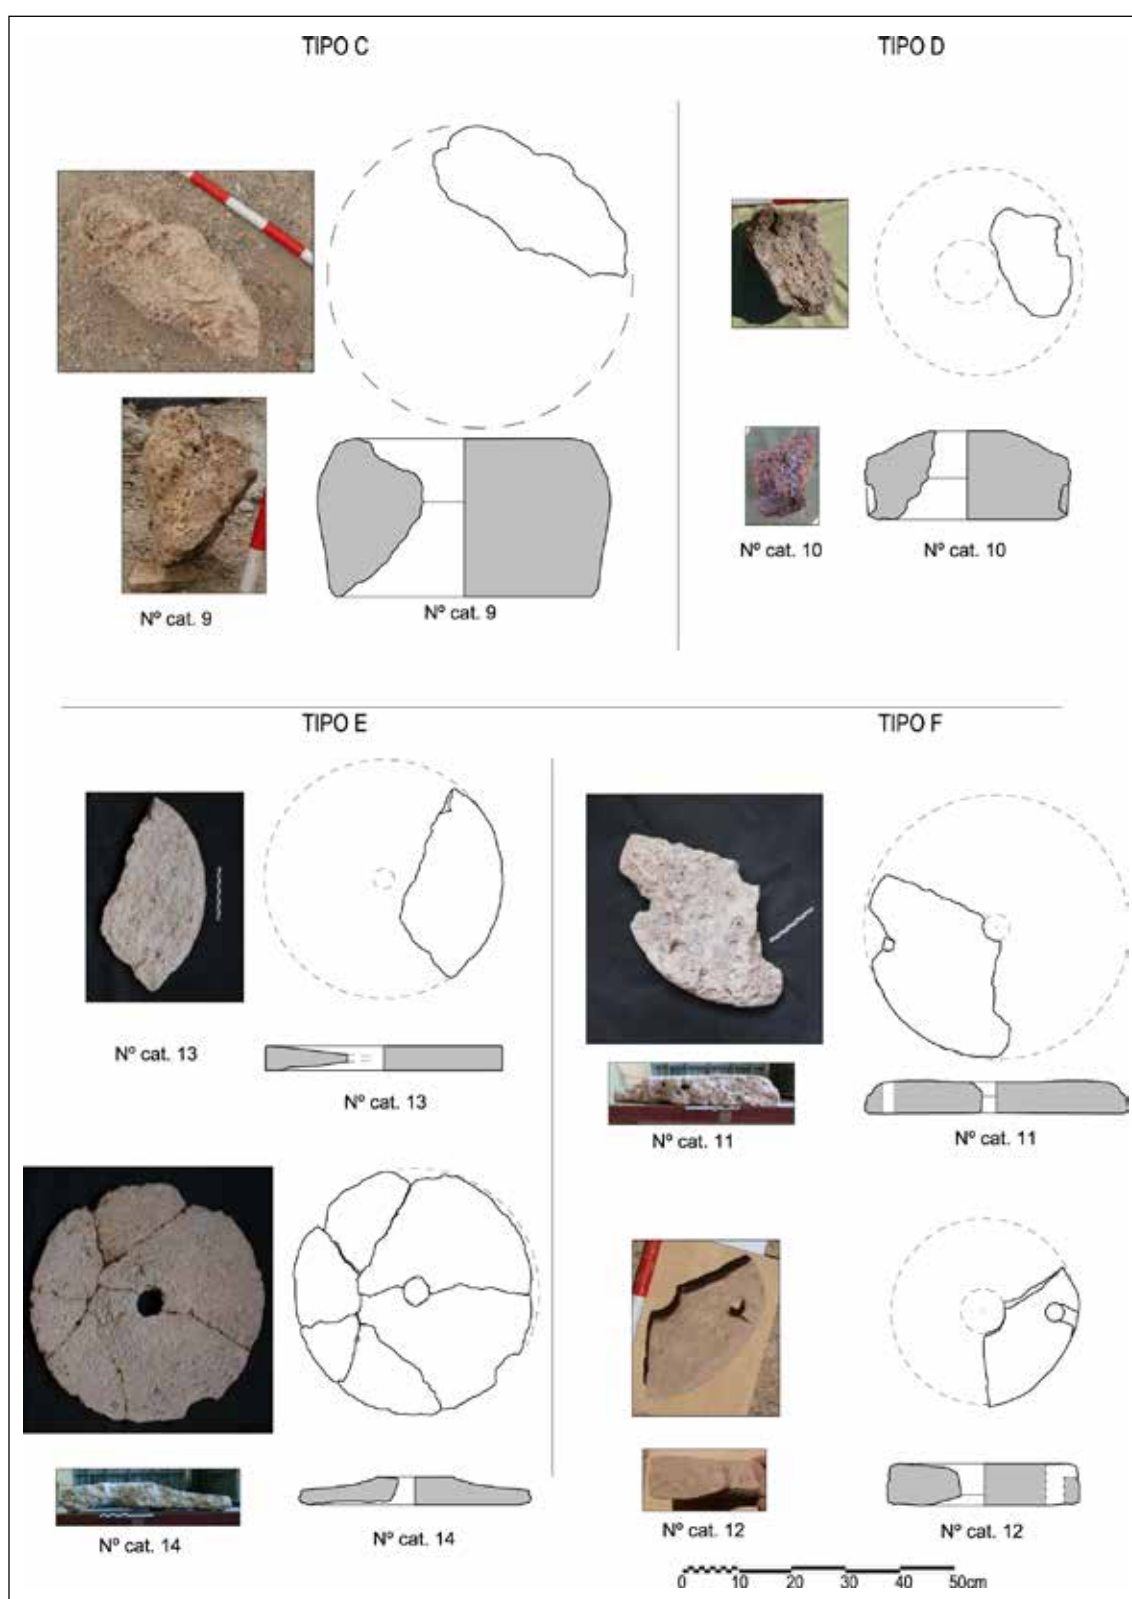 TIPO C
TIPO D
Nº cat. 9
Nº cat. 9
Nº cat. 10
Nº cat. 10
TIPO E
TIPO F
Nº cat. 13
Nº cat. 13
Nº cat. 11
Nº cat. 11
Nº cat. 14
Nº cat. 14
Nº cat. 12
Nº cat. 12
0 10 20 30 40 50cm